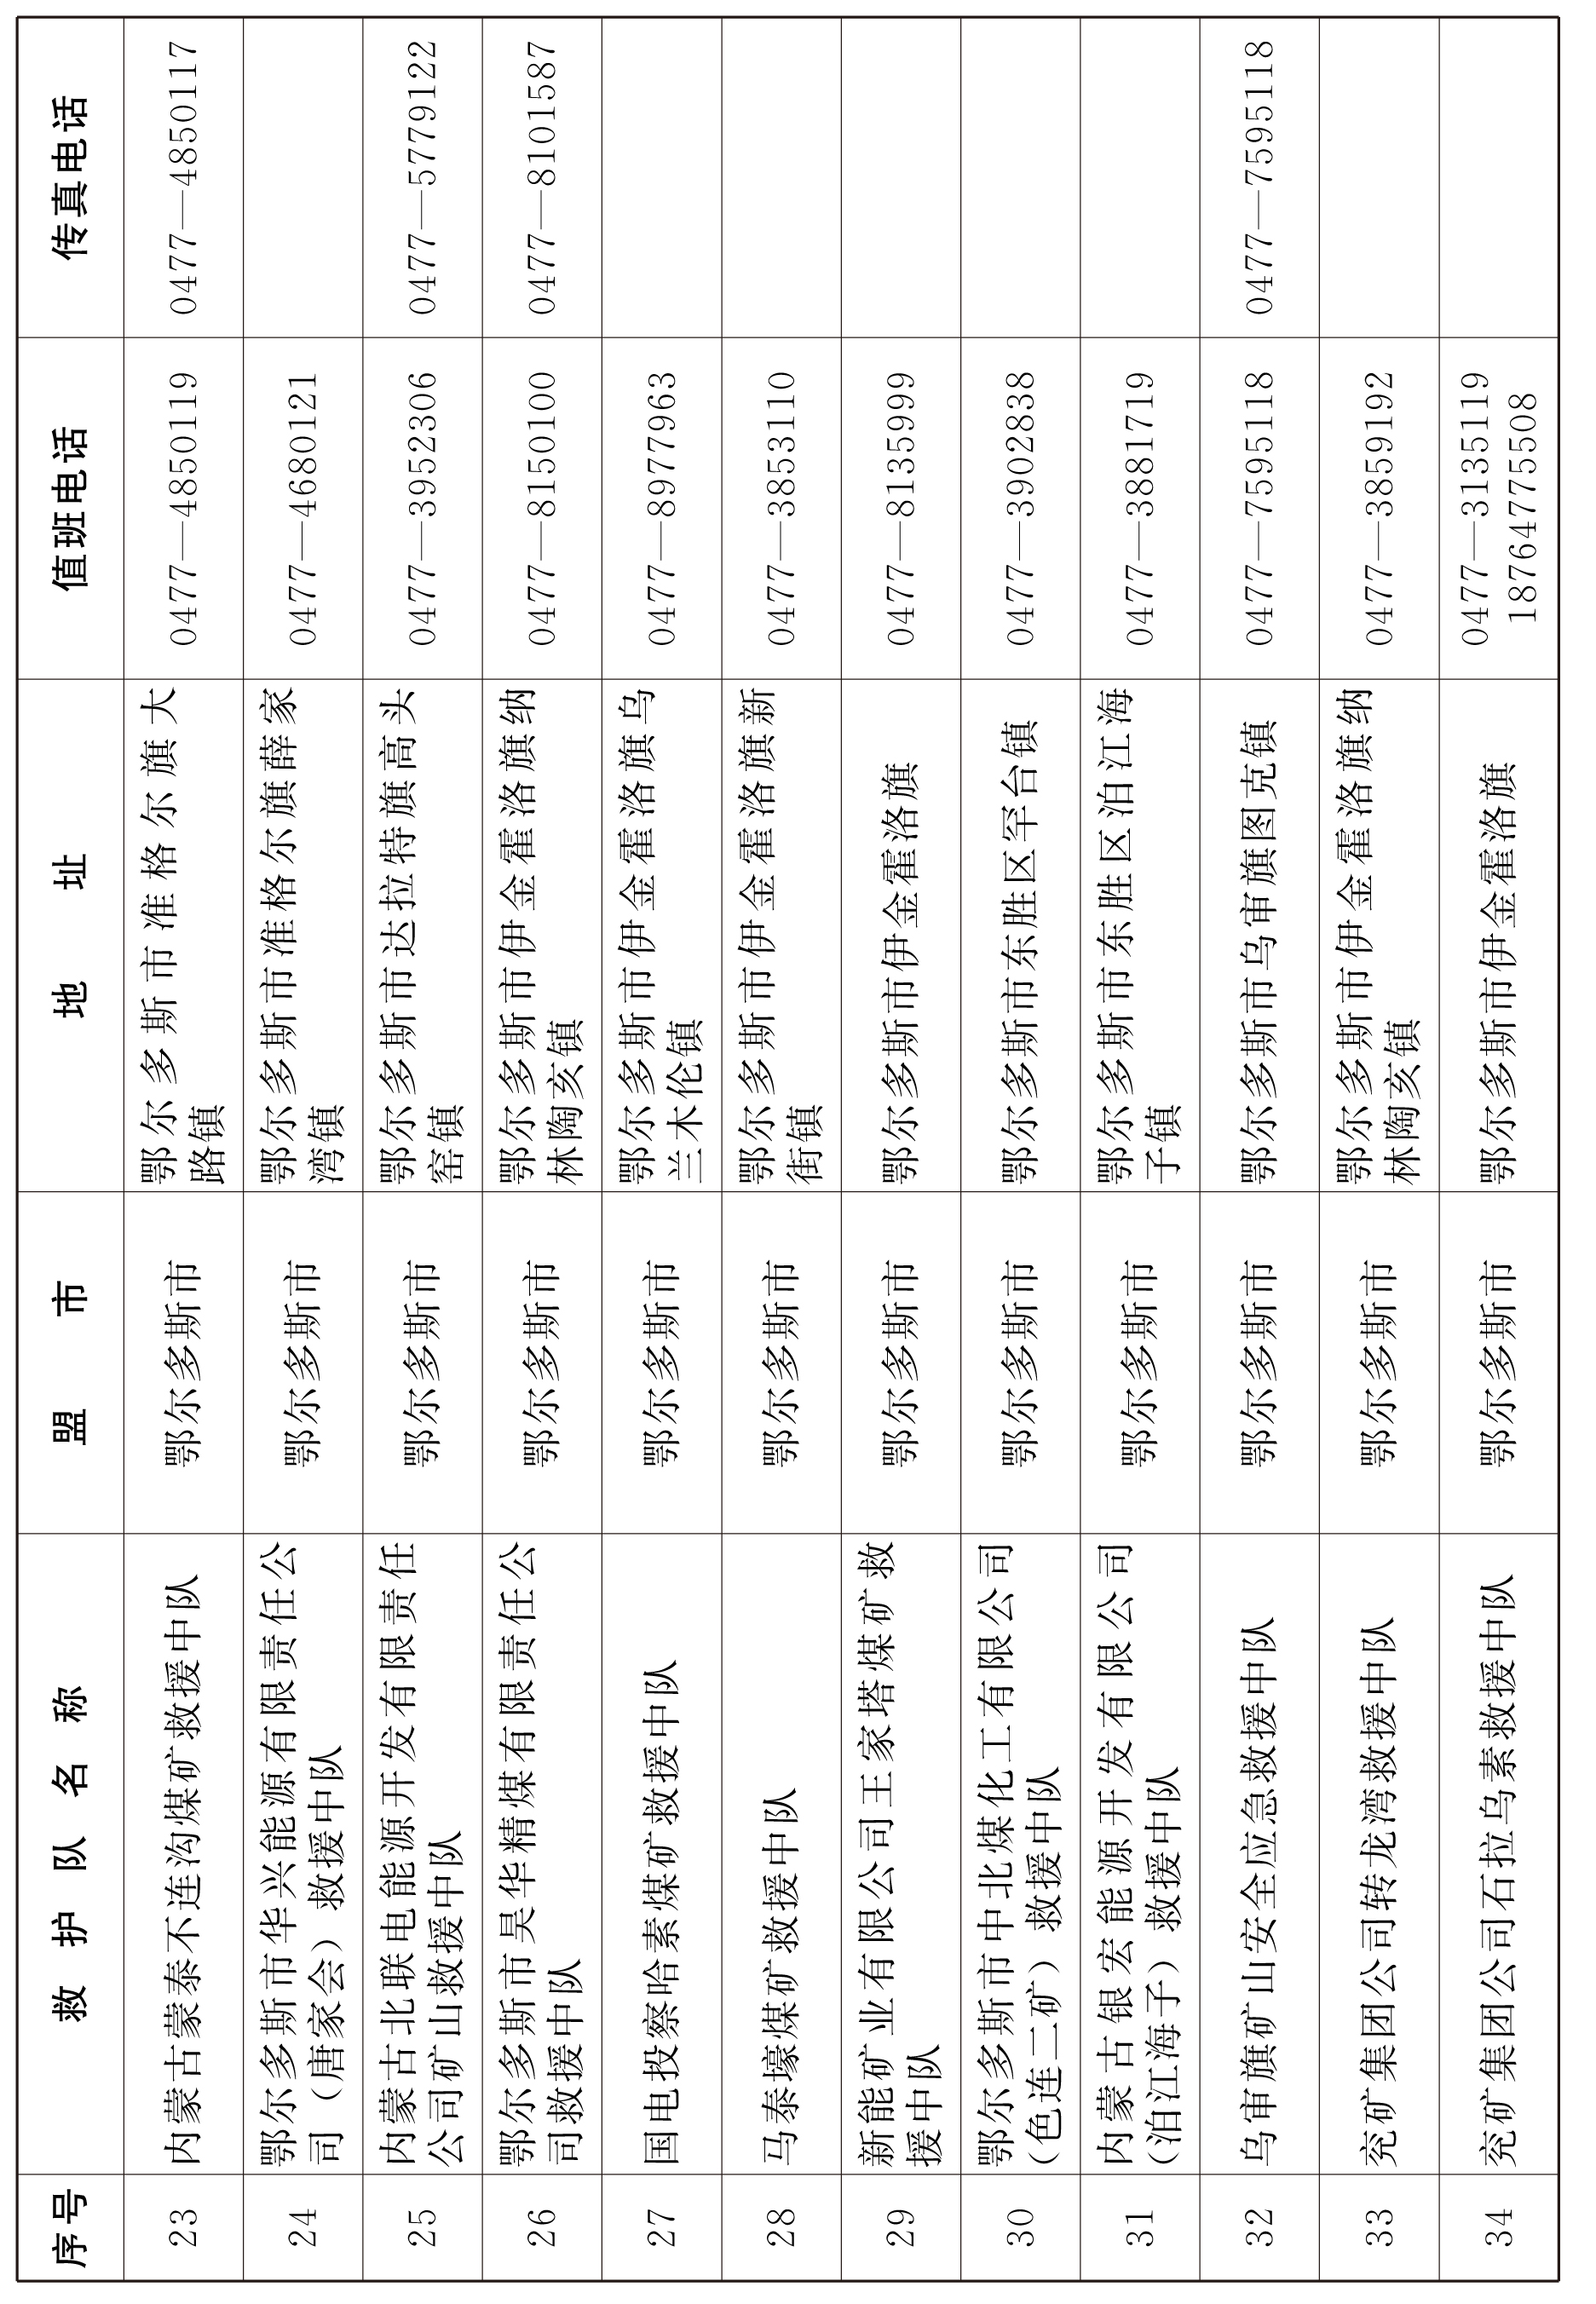 序号 救护队名称 盟市 地址 值班电话 传真电话
23 内蒙古蒙泰不连沟煤矿救援中队 鄂尔多斯市 鄂尔多斯市准格尔旗大 0477—4850119 0477—4850117
路镇
24 鄂尔多斯市华兴能源有限责任公 鄂尔多斯市 鄂尔多斯市准格尔旗薛家 0477—4680121
司（唐家会）救援中队 湾镇
25 内蒙古北联电能源开发有限责任 鄂尔多斯市 鄂尔多斯市达拉特旗高头 0477—3952306 0477—5779122
公司矿山救援中队 窑镇
26 鄂尔多斯市昊华精煤有限责任公 鄂尔多斯市 鄂尔多斯市伊金霍洛旗纳 0477—8150100 0477—8101587
司救援中队 林陶亥镇
27 国电投察哈素煤矿救援中队 鄂尔多斯市 鄂尔多斯市伊金霍洛旗乌 0477—8977963
兰木伦镇
28 马泰壕煤矿救援中队 鄂尔多斯市 鄂尔多斯市伊金霍洛旗新 0477—3853110
街镇
29 新能矿业有限公司王家塔煤矿救 鄂尔多斯市 鄂尔多斯市伊金霍洛旗 0477—8135999
援中队
30 鄂尔多斯市中北煤化工有限公司 鄂尔多斯市 鄂尔多斯市东胜区罕台镇 0477—3902838
（色连二矿）救援中队
31 内蒙古银宏能源开发有限公司 鄂尔多斯市 鄂尔多斯市东胜区泊江海 0477—3881719
（泊江海子）救援中队 子镇
32 乌审旗矿山安全应急救援中队 鄂尔多斯市 鄂尔多斯市乌审旗图克镇 0477—7595118 0477—7595118
33 兖矿集团公司转龙湾救援中队 鄂尔多斯市 鄂尔多斯市伊金霍洛旗纳 0477—3859192
林陶亥镇
34 兖矿集团公司石拉乌素救援中队 鄂尔多斯市 鄂尔多斯市伊金霍洛旗 0477—3135119
18764775508